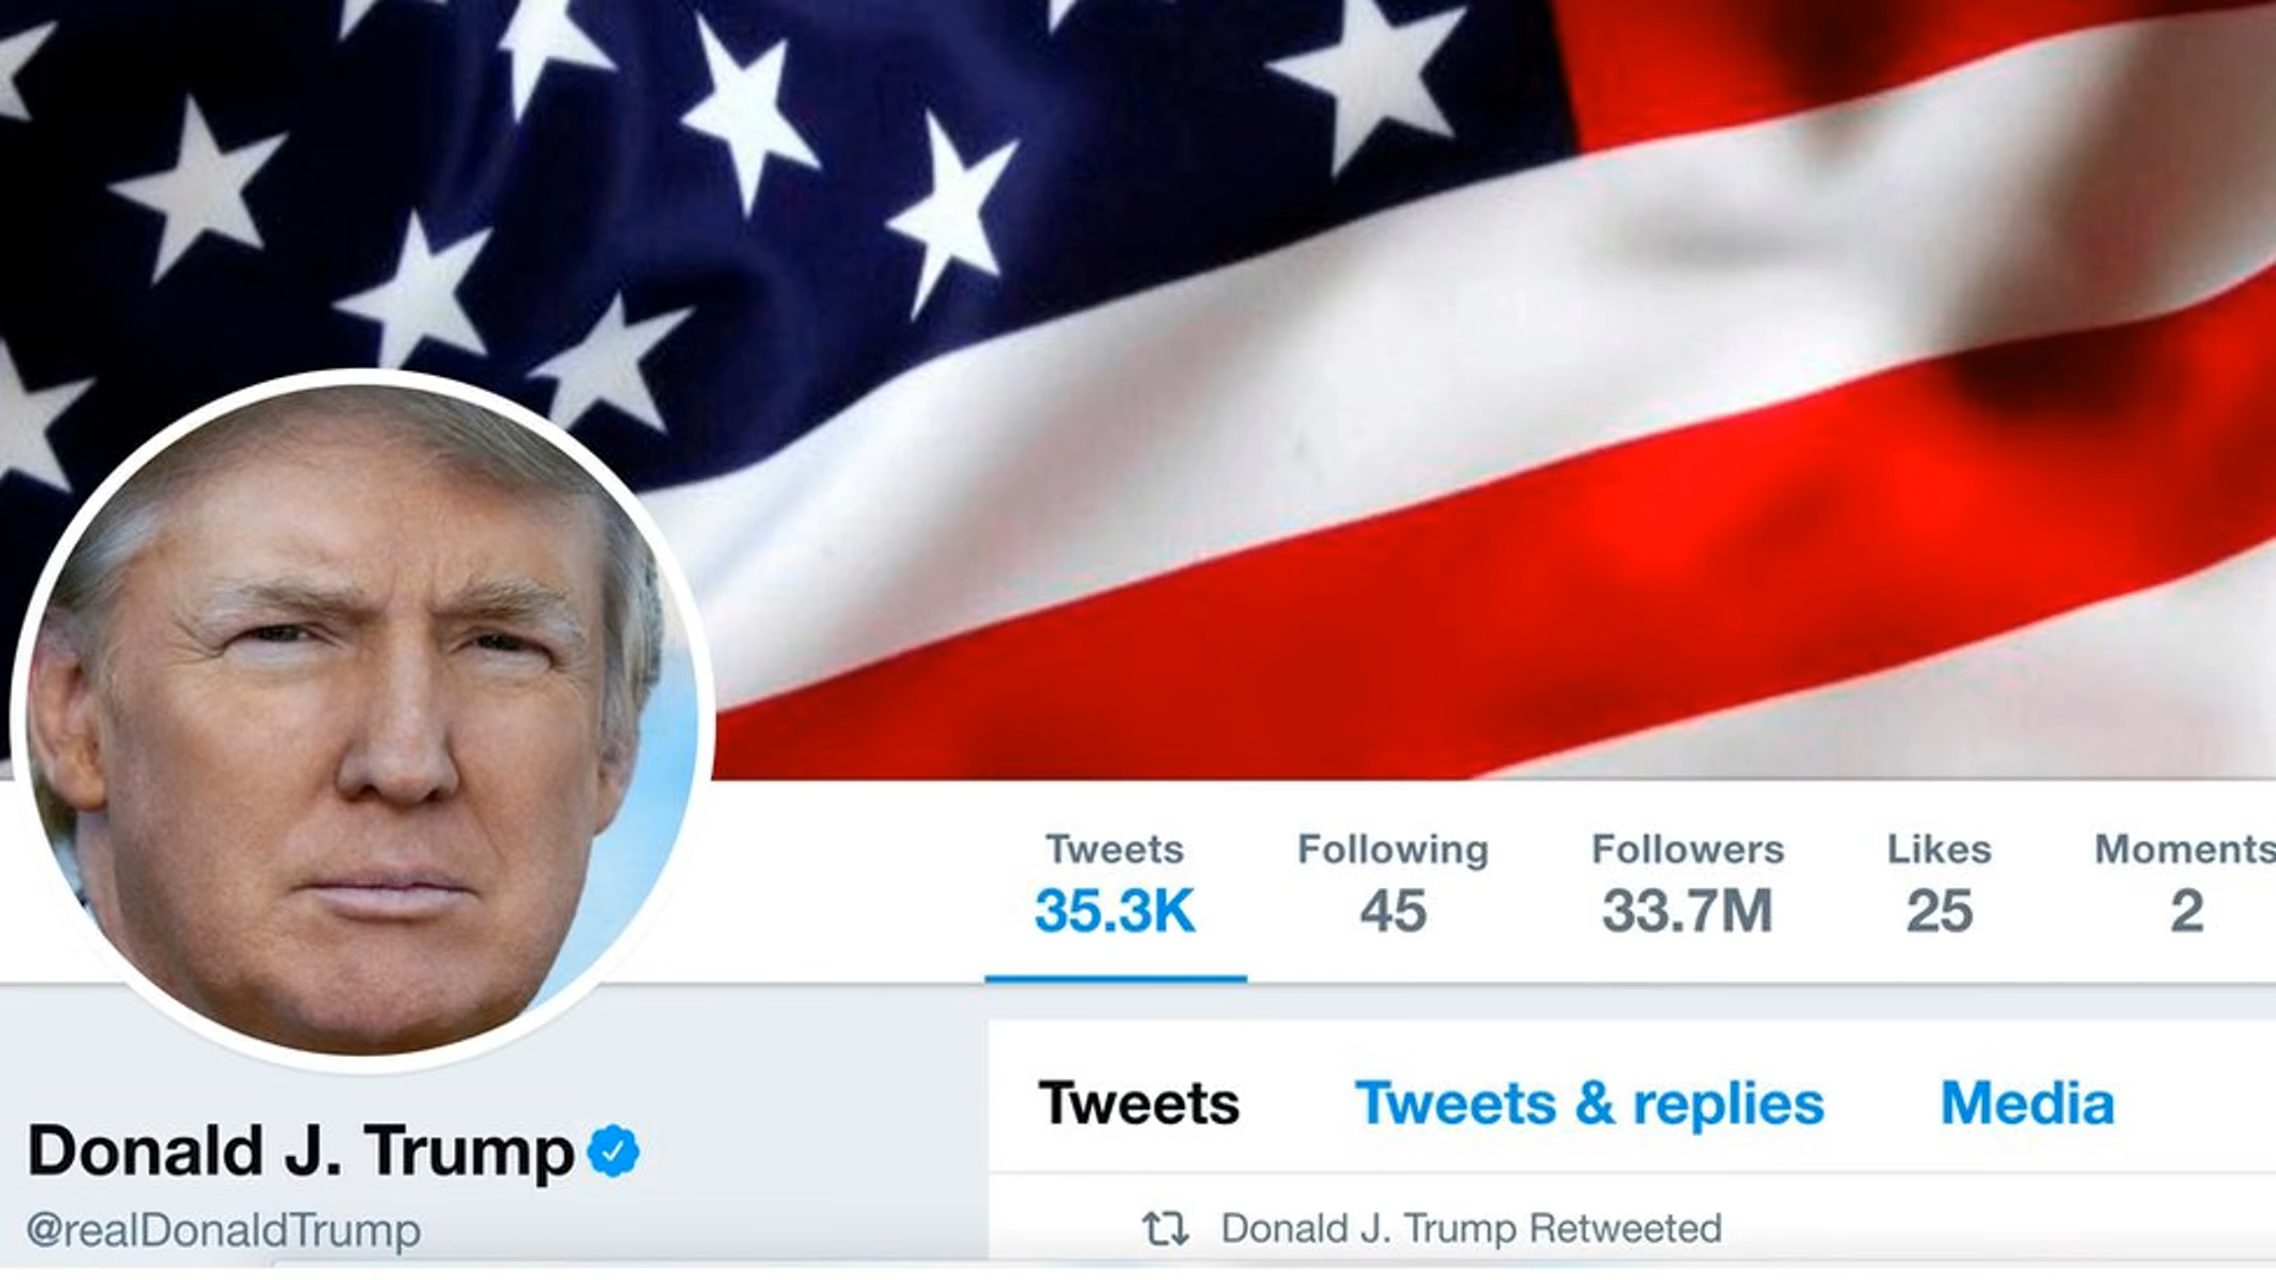 Tweets Following Followers Likes Moments
35.3K 45 33.7M 25 2
Tweets Tweets & replies Media
Donald J. Trump
@realDonaldTrump
Donald J. Trump Retweeted